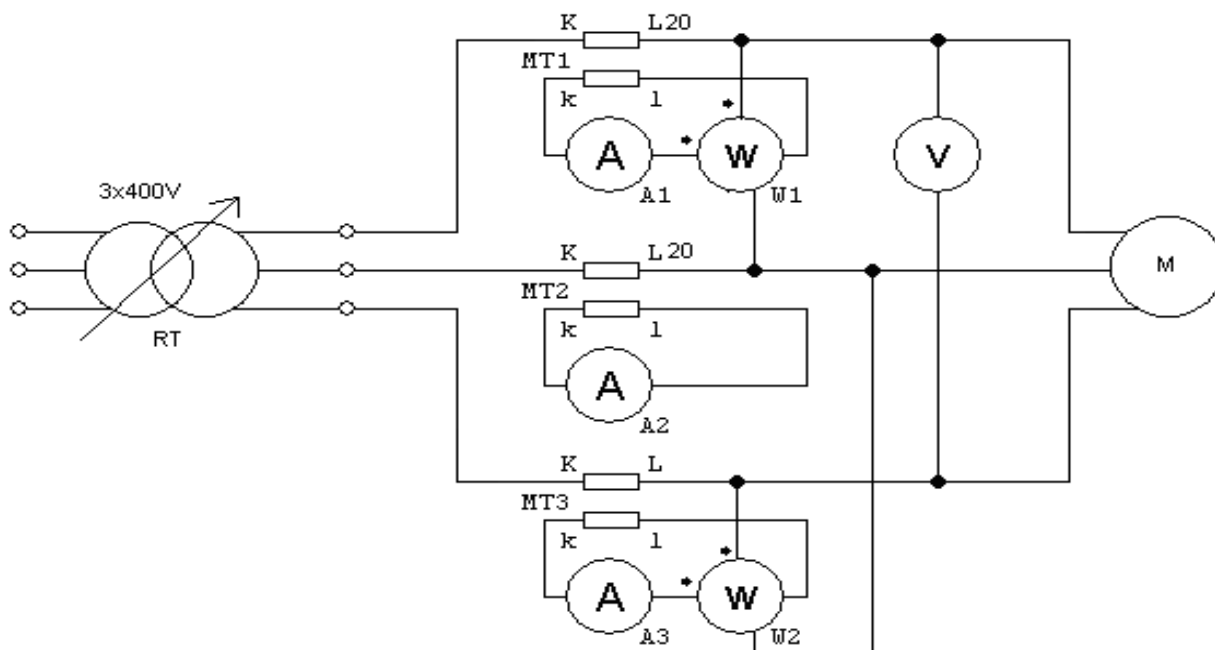 K L20
MT1
k l
A
W
V
A1 W1
3x400V
K L20
M
MT2
RT
k l
A
A2
K L
MT3
k l
A
W
A3 W2